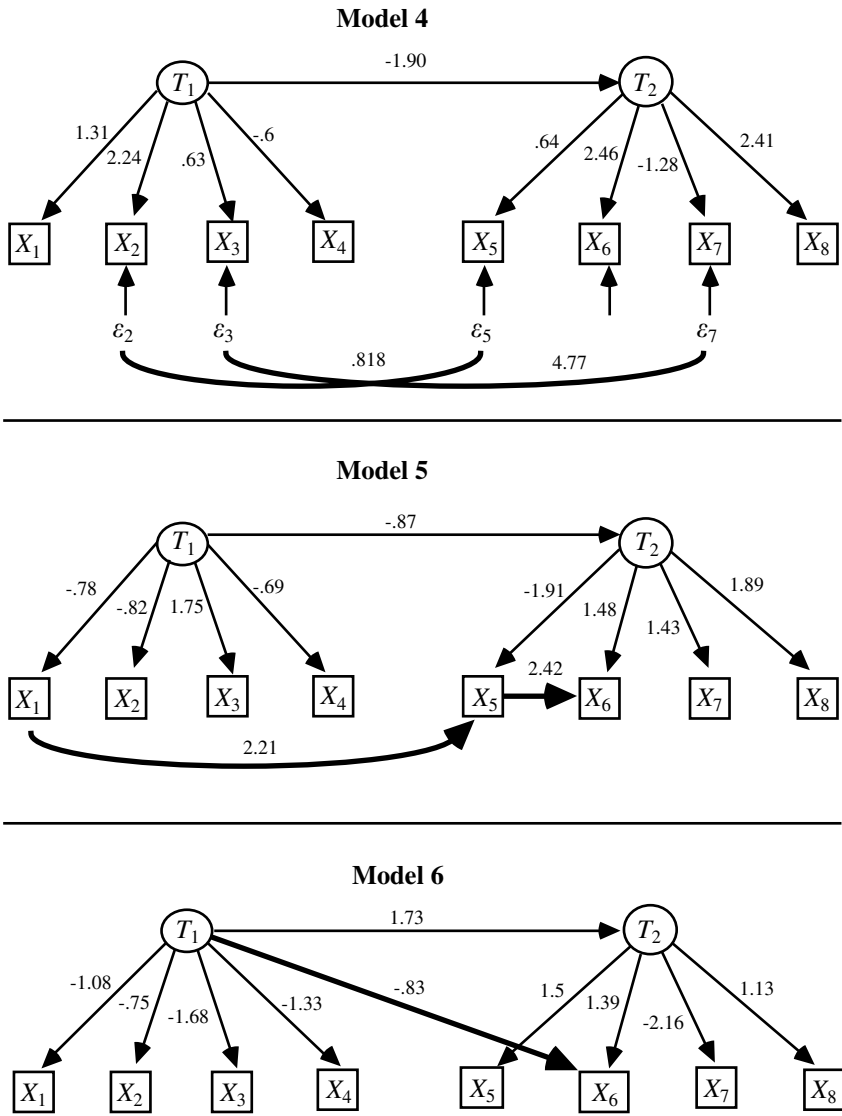 Model 4
-1.90
T1 T2
1.31 2.24 .63 -.6 .64 2.46 -1.28 2.41
X1 X2 X3 X4 X5 X6 X7 X8
ε2 ε3 ε5 ε7
.818 4.77
Model 5
-.87
T1 T2
-.78 -.82 1.75 -.69 -1.91 1.48 1.43 1.89
2.42
X1 X2 X3 X4 X5 X6 X7 X8
2.21
Model 6
1.73
T1 T2
-1.08 -.75 -1.68 -1.33 -.83 1.5 1.39 -2.16 1.13
X1 X2 X3 X4 X5 X6 X7 X8